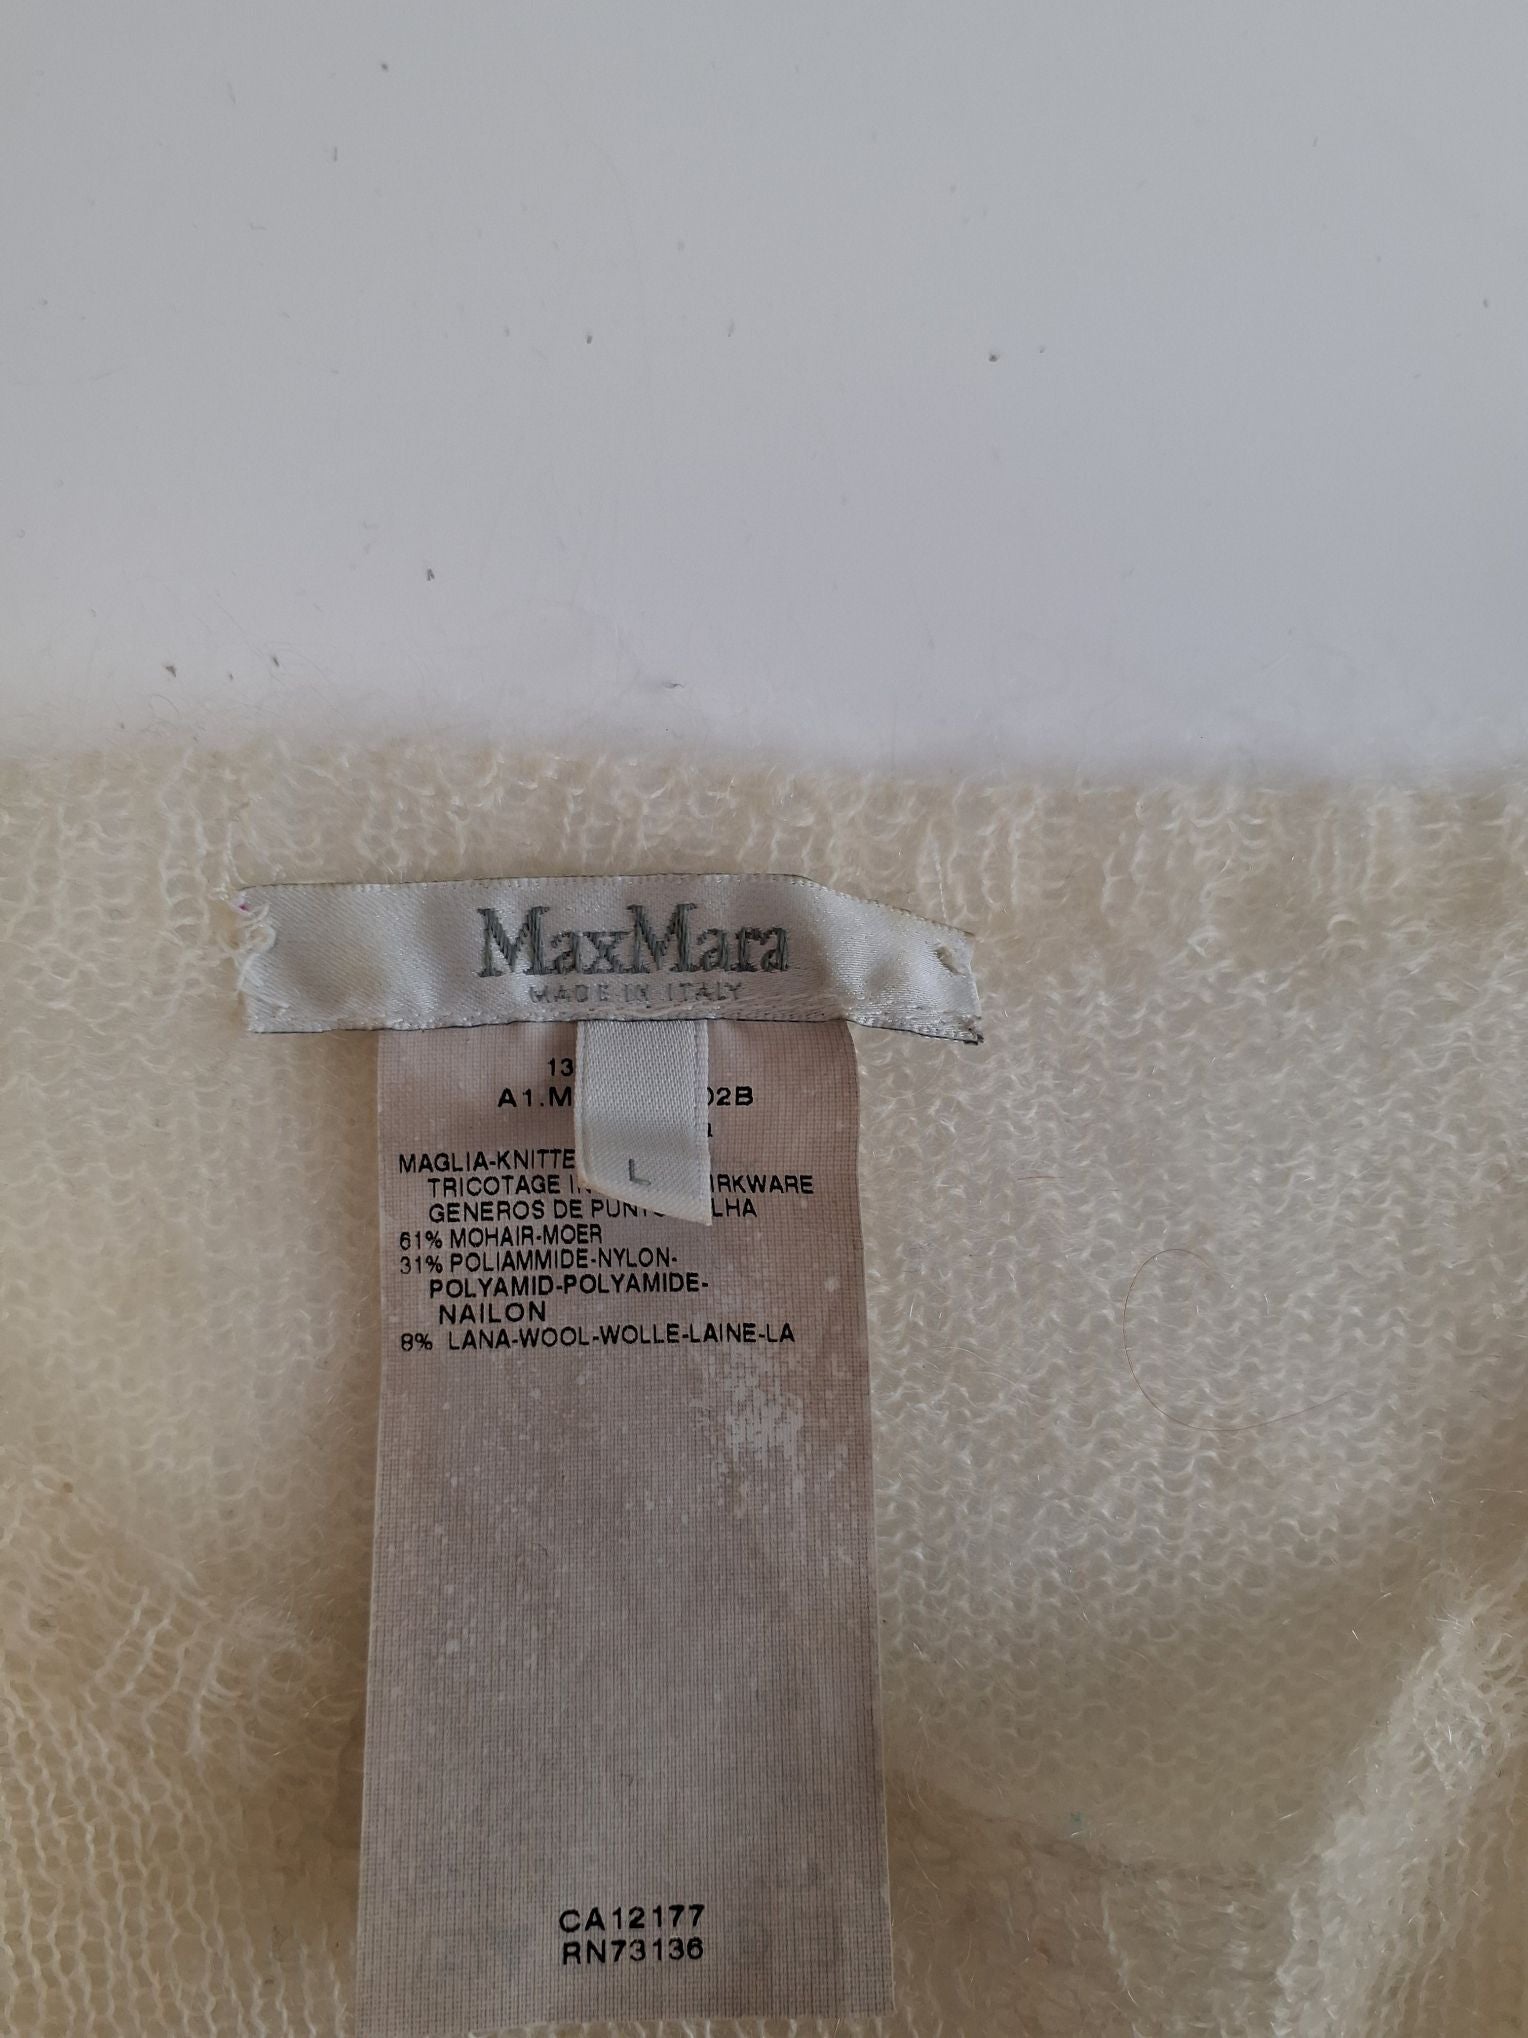 MaxMara
MADE IN ITALY
13
A1.M 02B
L
MAGLIA-KNITTE
TRICOTAGE IRKWARE
GENEROS DE PUNTO LHA
61% MOHAIR-MOER
31% POLIAMMIDE-NYLON-
POLYAMID-POLYAMIDE-
NAILON
8% LANA-WOOL-WOLLE-LAINE-LA
CA12177
RN73136